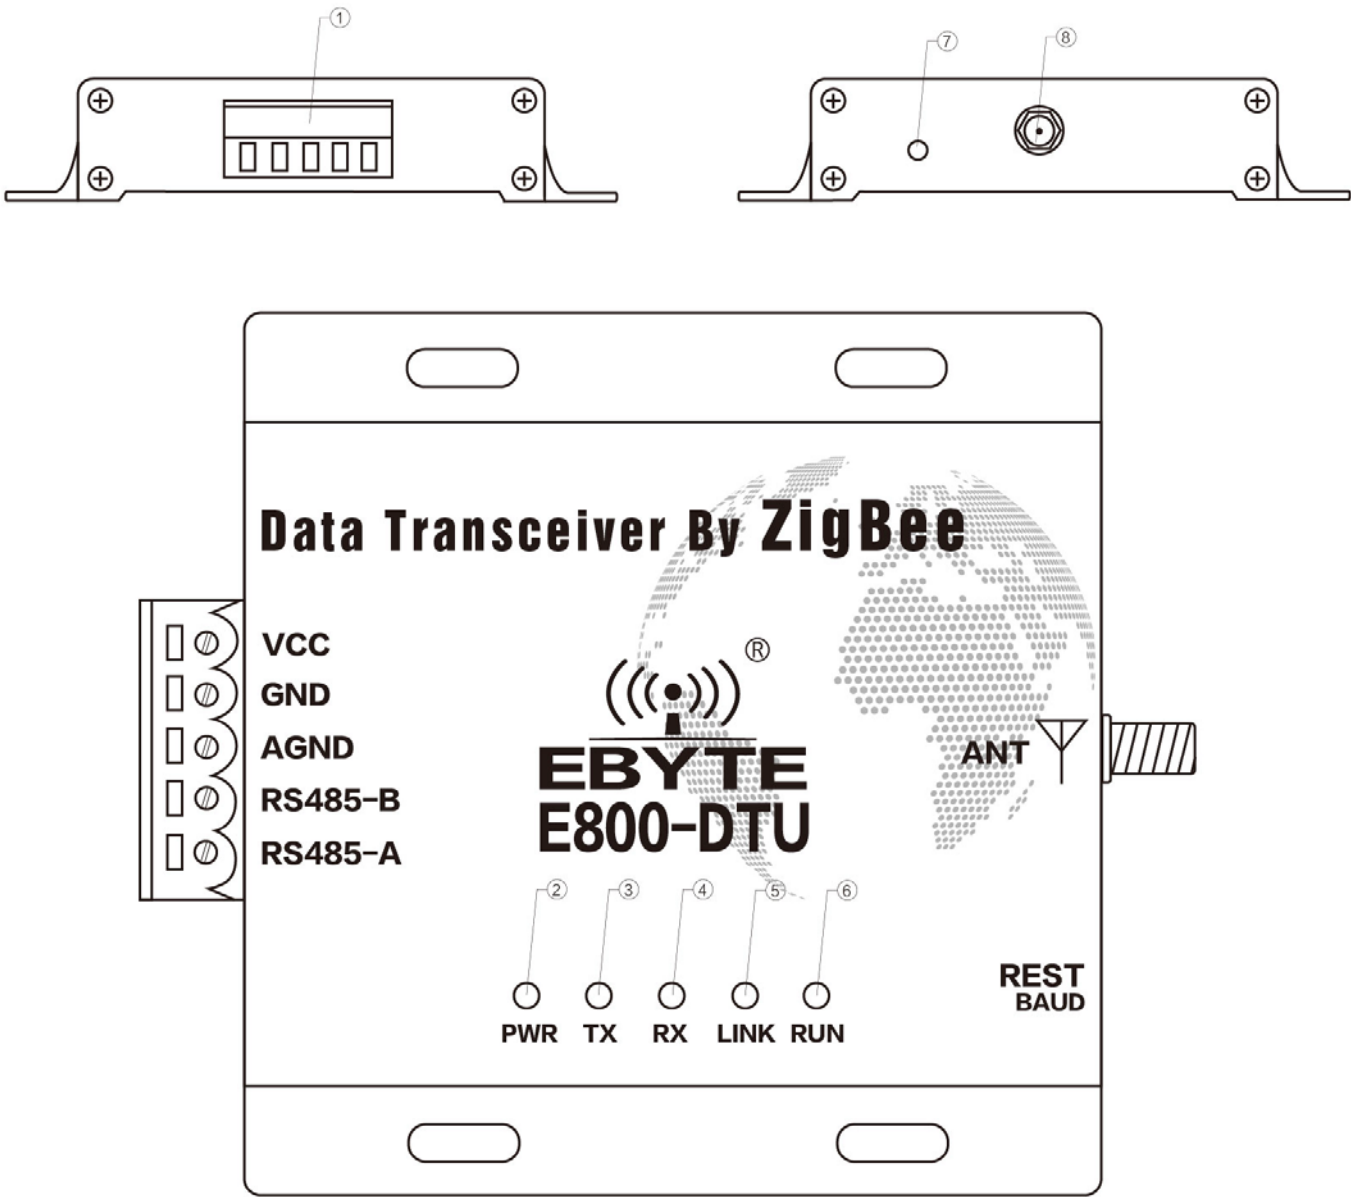 ①
⑦
⑧
Data Transceiver By ZigBee
VCC
GND
AGND
RS485-B
RS485-A
®
EBYTE
E800-DTU
ANT
② ③ ④ ⑤ ⑥
PWR TX RX LINK RUN
REST
BAUD